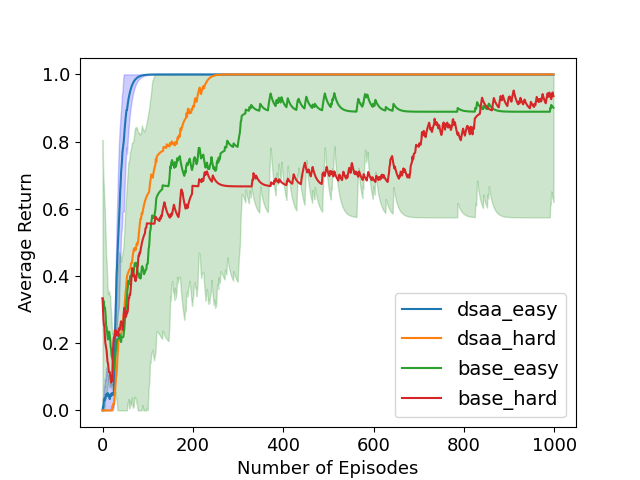 1.0
0.8
0.6
0.4
0.2
0.0
Average Return
dsaa_easy
dsaa_hard
base_easy
base_hard
0 200 400 600 800 1000
Number of Episodes